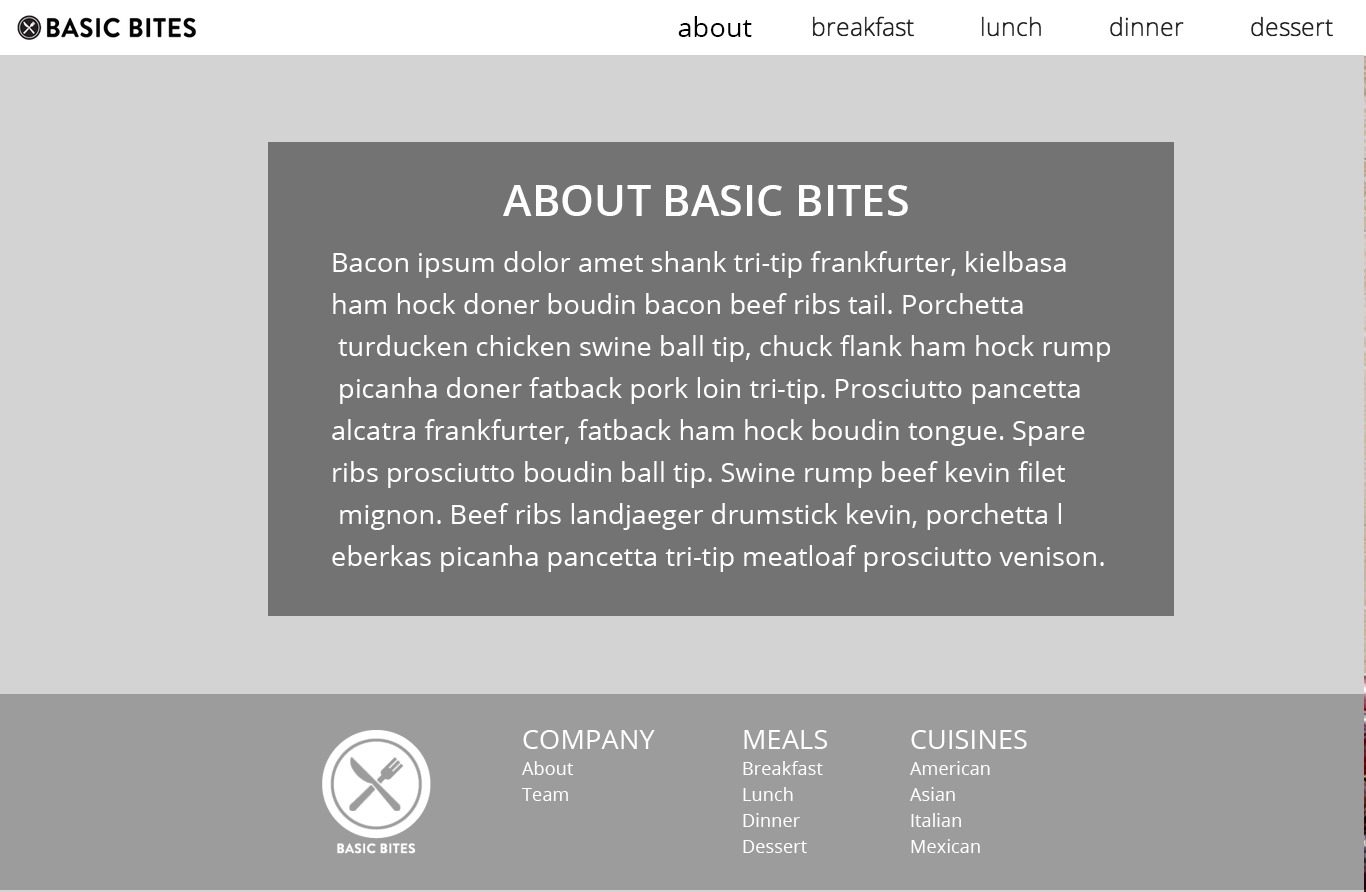 BASIC BITES
about breakfast lunch dinner dessert
ABOUT BASIC BITES
Bacon ipsum dolor amet shank tri-tip frankfurter, kielbasa
ham hock doner boudin bacon beef ribs tail. Porchetta
turducken chicken swine ball tip, chuck flank ham hock rump
picanha doner fatback pork loin tri-tip. Prosciutto pancetta
alcatra frankfurter, fatback ham hock boudin tongue. Spare
ribs prosciutto boudin ball tip. Swine rump beef kevin filet
mignon. Beef ribs landjaeger drumstick kevin, porchetta l
eberkas picanha pancetta tri-tip meatloaf prosciutto venison.
BASIC BITES
COMPANY
About
Team
MEALS
Breakfast
Lunch
Dinner
Dessert
CUISINES
American
Asian
Italian
Mexican